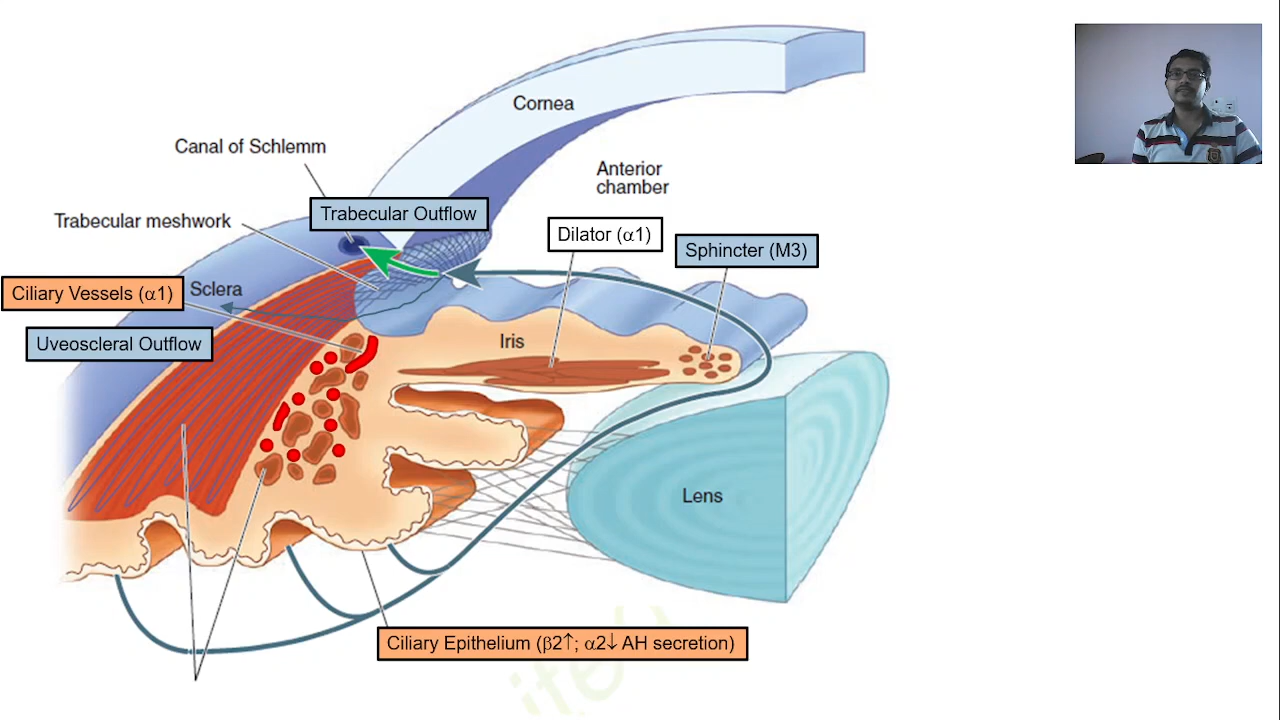 Cornea
Canal of Schlemm
Anterior
chamber
Trabecular Outflow
Trabecular meshwork
Dilator (α1)
Sphincter (M3)
Ciliary Vessels (α1)
Sclera
Uveoscleral Outflow
Iris
Lens
Ciliary Epithelium (β2↑; α2↓ AH secretion)